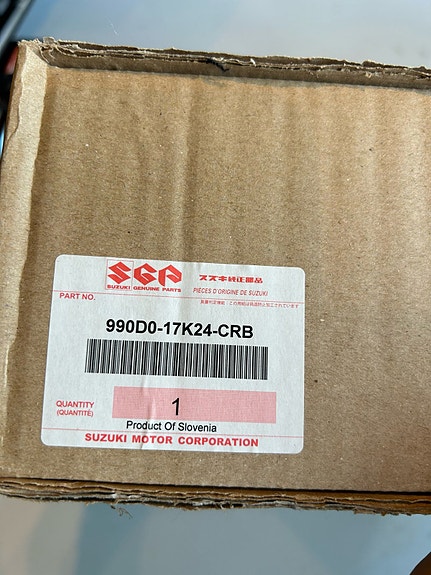 SGP
SUZUKI GENUINE PARTS
スズキ純正部品
PIÈCES D'ORIGINE DE SUZUKI
PART NO.
990D0-17K24-CRB
QUANTITY
(QUANTITÉ)
1
Product Of Slovenia
SUZUKI MOTOR CORPORATION